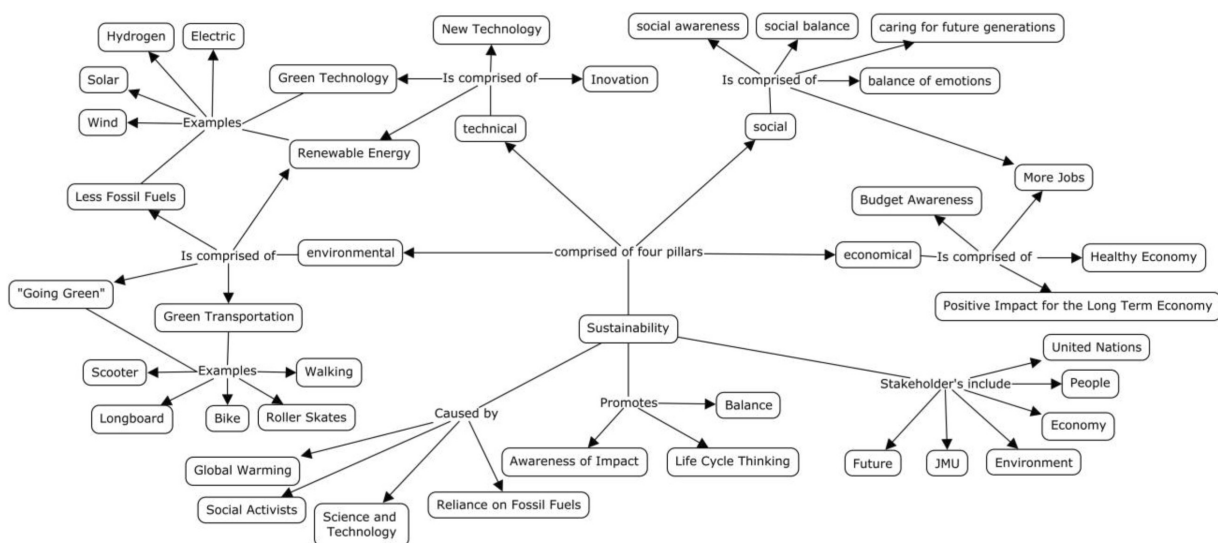 New Technology
social awareness
social balance
caring for future generations
Hydrogen
Electric
Solar
Green Technology
Is comprised of
Inovation
Is comprised of
balance of emotions
Wind
Examples
technical
social
Renewable Energy
More Jobs
Less Fossil Fuels
Budget Awareness
Is comprised of
environmental
comprised of four pillars
economical
Is comprised of
Healthy Economy
"Going Green"
Green Transportation
Positive Impact for the Long Term Economy
Sustainability
United Nations
Scooter
Examples
Walking
Stakeholder's include
People
Longboard
Bike
Roller Skates
Caused by
Promotes
Balance
Economy
Global Warming
Awareness of Impact
Life Cycle Thinking
Future
JMU
Environment
Social Activists
Science and
Technology
Reliance on Fossil Fuels